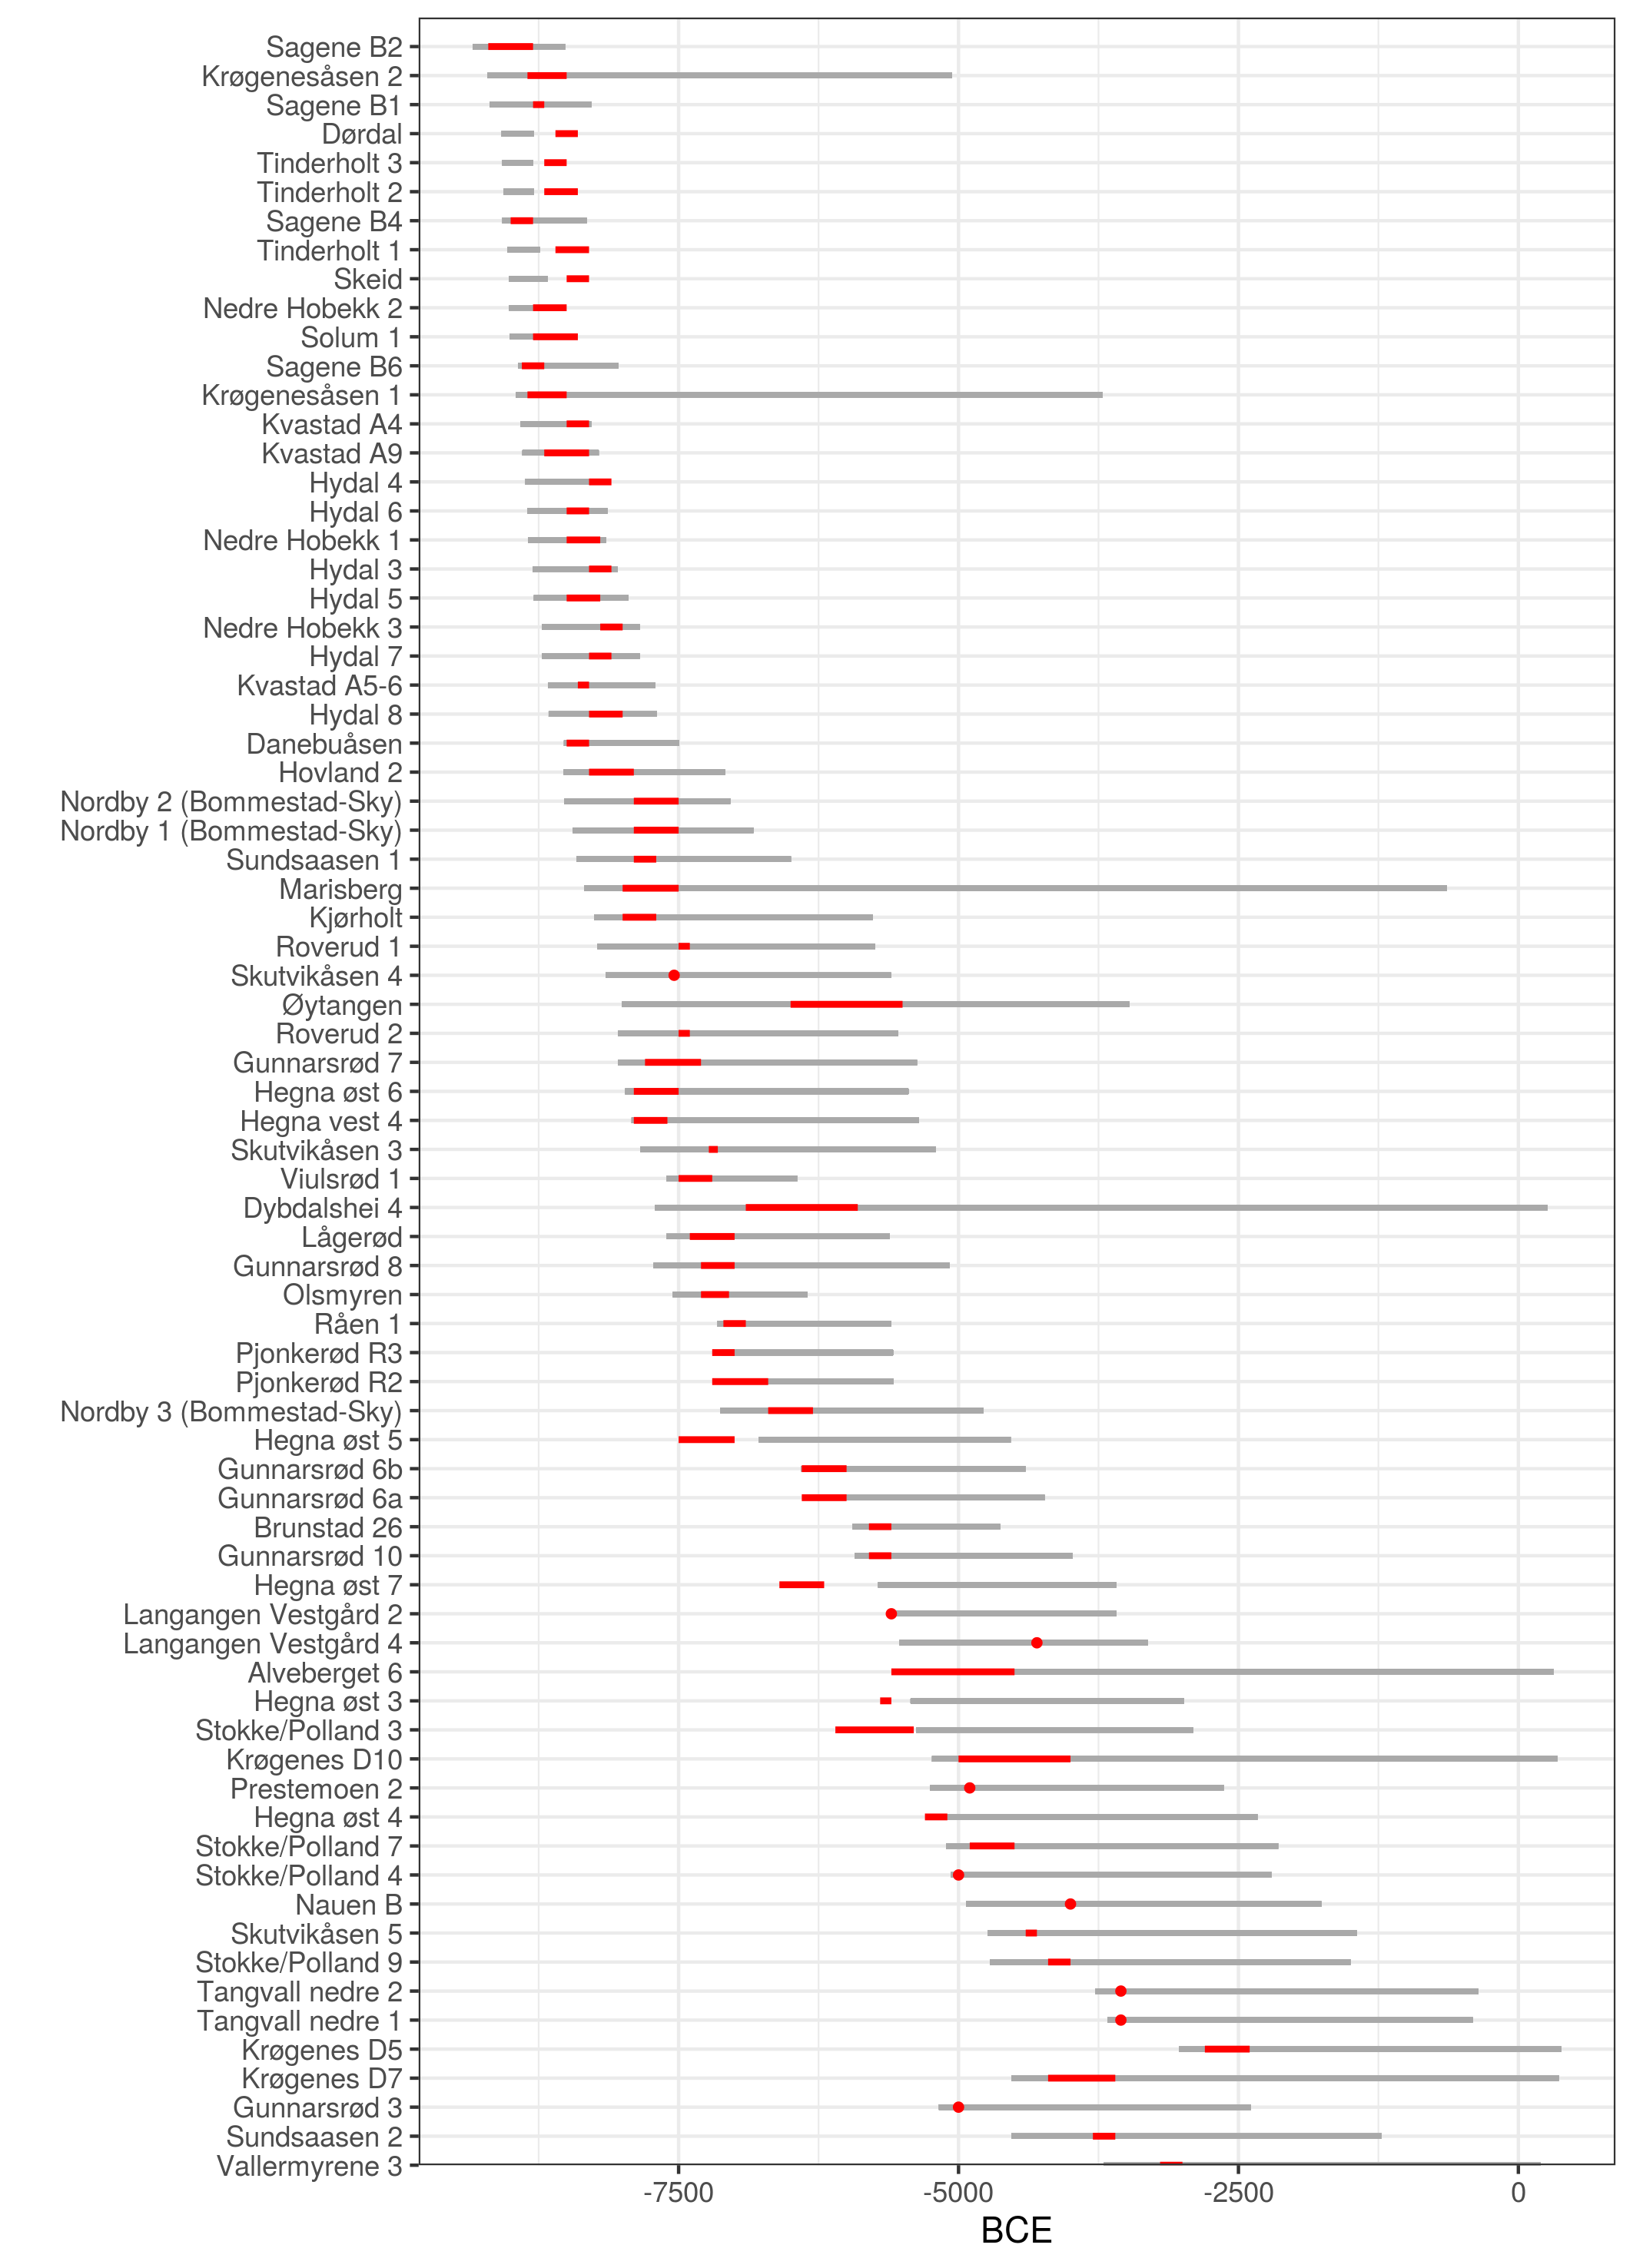 Sagene B2
Krøgenesåsen 2
Sagene B1
Dørdal
Tinderholt 3
Tinderholt 2
Sagene B4
Tinderholt 1
Skeid
Nedre Hobekk 2
Solum 1
Sagene B6
Krøgenesåsen 1
Kvastad A4
Kvastad A9
Hydal 4
Hydal 6
Nedre Hobekk 1
Hydal 3
Hydal 5
Nedre Hobekk 3
Hydal 7
Kvastad A5-6
Hydal 8
Danebuåsen
Hovland 2
Nordby 2 (Bommestad-Sky)
Nordby 1 (Bommestad-Sky)
Sundsaasen 1
Marisberg
Kjørholt
Roverud 1
Skutvikåsen 4
Øytangen
Roverud 2
Gunnarsrød 7
Hegna øst 6
Hegna vest 4
Skutvikåsen 3
Viulsrød 1
Dybdalshei 4
Lågerød
Gunnarsrød 8
Olsmyren
Råen 1
Pjonkerød R3
Pjonkerød R2
Nordby 3 (Bommestad-Sky)
Hegna øst 5
Gunnarsrød 6b
Gunnarsrød 6a
Brunstad 26
Gunnarsrød 10
Hegna øst 7
Langangen Vestgård 2
Langangen Vestgård 4
Alveberget 6
Hegna øst 3
Stokke/Polland 3
Krøgenes D10
Prestemoen 2
Hegna øst 4
Stokke/Polland 7
Stokke/Polland 4
Nauen B
Skutvikåsen 5
Stokke/Polland 9
Tangvall nedre 2
Tangvall nedre 1
Krøgenes D5
Krøgenes D7
Gunnarsrød 3
Sundsaasen 2
Vallermyrene 3
-7500 -5000 -2500 0
BCE